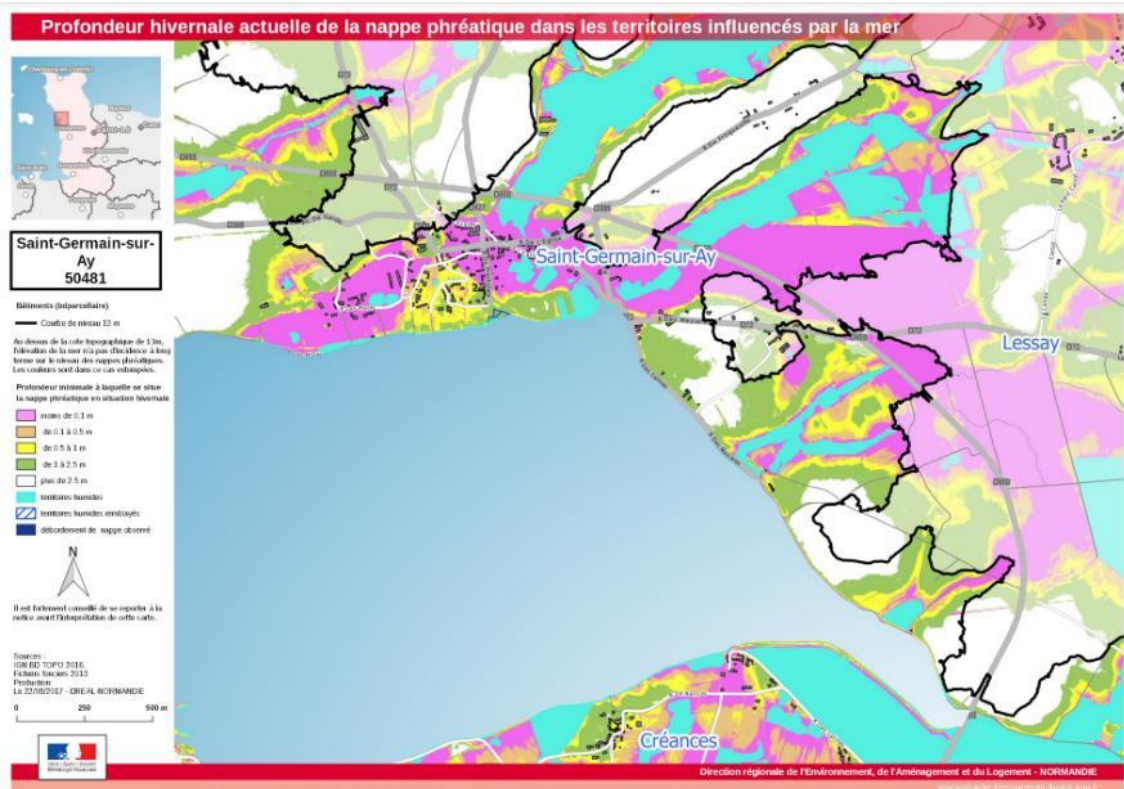 Profondeur hivernale actuelle de la nappe phréatique dans les territoires influencés par la mer
Saint-Germain-sur-
Ay
50481
Bâtiments (bdparcellaire)
Courbe de niveau 13 m
Au dessus de la cote topographique de 13m,
l'élévation de la mer n'a pas d'incidence à long
terme sur le niveau des nappes phréatiques.
Les couleurs sont dans ce cas estompées.
Profondeur minimale à laquelle se situe
la nappe phréatique en situation hivernale
moins de 0.1 m
de 0.1 à 0.5 m
de 0.5 à 1 m
de 1 à 2.5 m
plus de 2.5 m
territoires humides
territoires humides remblayés
débordement de nappe observé
N
Il est fortement conseillé de se reporter à la
notice avant l'interprétation de cette carte.
Sources :
IGN BD TOPO 2016,
Fichiers fonciers 2013
Production:
Le 22/08/2017 - DREAL-NORMANDIE
0 250 500 m
Saint-Germain-sur-Ay
Lessay
Créances
D72
D72
D650
RÉPUBLIQUE FRANÇAISE
Direction régionale de l'Environnement, de l'Aménagement et du Logement - NORMANDIE